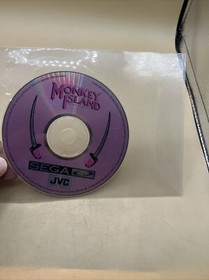 MONKEY
ISLAND
SEGA CD
JVC